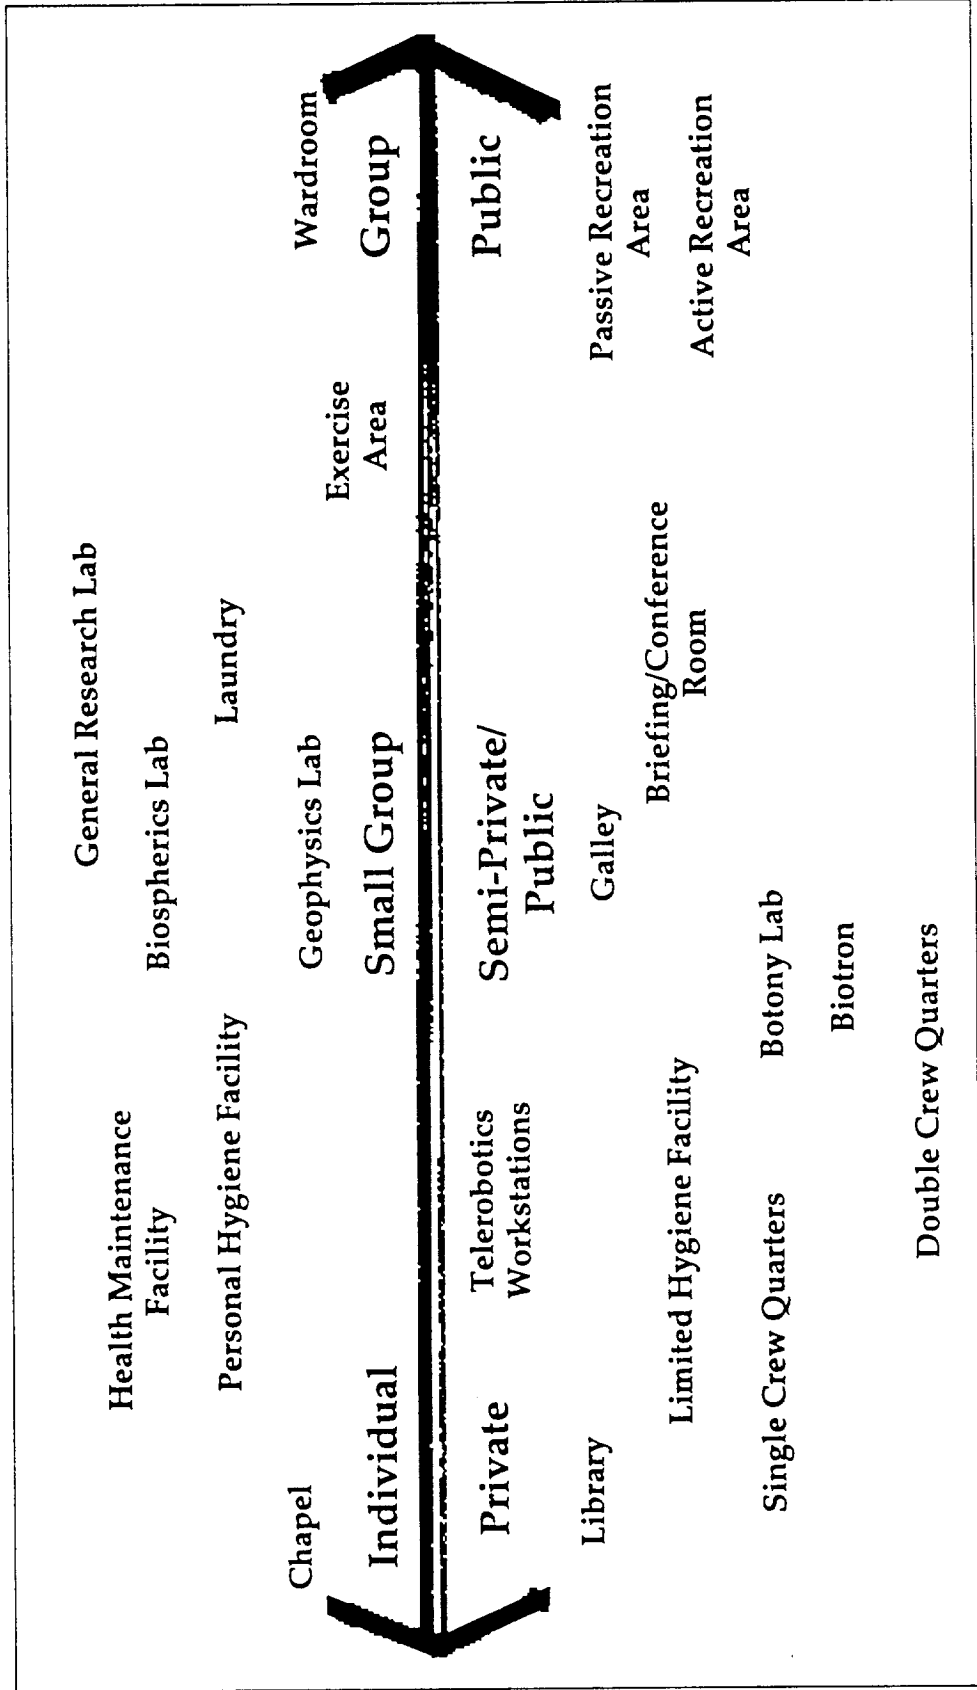 General Research Lab
Health Maintenance
Facility
Biospherics Lab
Personal Hygiene Facility
Laundry
Chapel
Geophysics Lab
Wardroom
Exercise
Area
Individual
Small Group
Group
Private
Telerobotics
Workstations
Semi-Private/
Public
Public
Library
Galley
Passive Recreation
Area
Limited Hygiene Facility
Briefing/Conference
Room
Active Recreation
Area
Single Crew Quarters
Botony Lab
Biotron
Double Crew Quarters